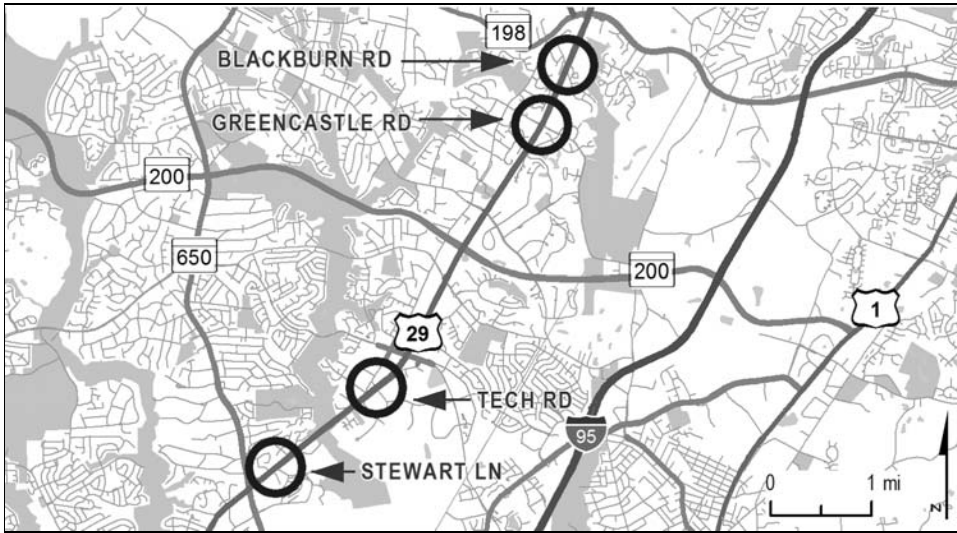 198
BLACKBURN RD
GREENCASTLE RD
200
650
200
1
29
TECH RD
95
STEWART LN
0 1 mi
N